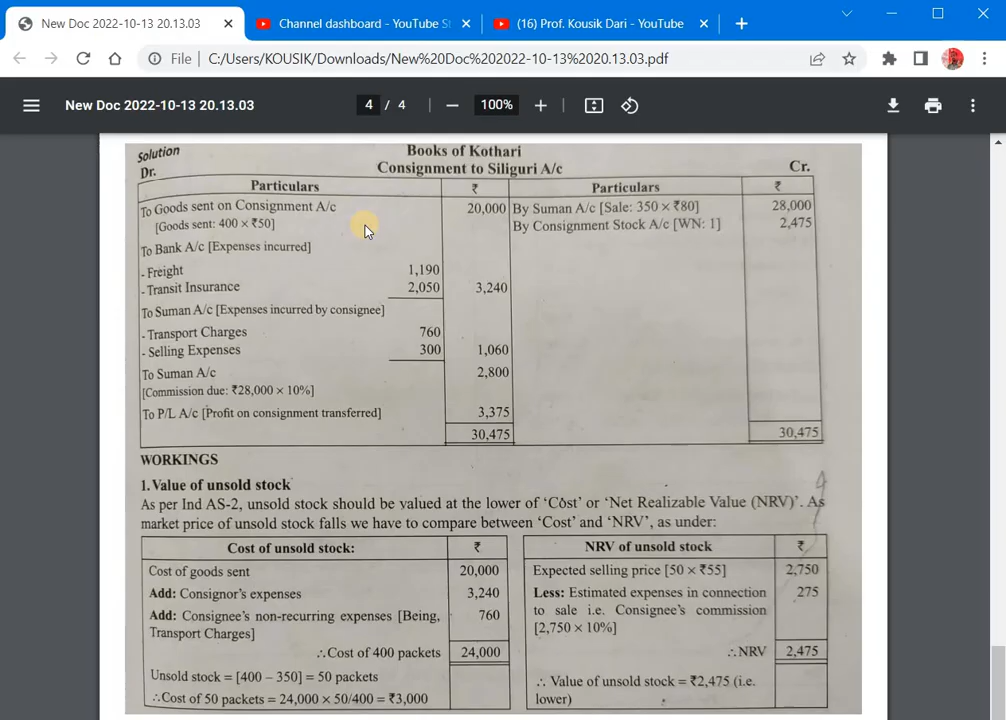 New Doc 2022-10-13 20.13.03
Channel dashboard - YouTube St
(16) Prof. Kousik Dari - YouTube
File
C:/Users/KOUSIK/Downloads/New%20Doc%202022-10-13%2020.13.03.pdf
New Doc 2022-10-13 20.13.03
4 / 4
100%
Solution
Books of Kothari
Dr. Consignment to Siliguri A/c Cr.
Particulars ₹ Particulars ₹
To Goods sent on Consignment A/c 20,000 By Suman A/c [Sale: 350 × ₹80] 28,000
[Goods sent: 400 × ₹50] By Consignment Stock A/c [WN: 1] 2,475
To Bank A/c [Expenses incurred]
- Freight 1,190
- Transit Insurance 2,050 3,240
To Suman A/c [Expenses incurred by consignee]
- Transport Charges 760
- Selling Expenses 300 1,060
To Suman A/c 2,800
[Commission due: ₹28,000 × 10%]
To P/L A/c [Profit on consignment transferred] 3,375
30,475 30,475
WORKINGS
1. Value of unsold stock
As per Ind AS-2, unsold stock should be valued at the lower of 'Cost' or 'Net Realizable Value (NRV)'. As
market price of unsold stock falls we have to compare between 'Cost' and 'NRV', as under:
Cost of unsold stock: ₹
Cost of goods sent 20,000
Add: Consignor's expenses 3,240
Add: Consignee's non-recurring expenses [Being, 760
Transport Charges]
∴Cost of 400 packets 24,000
Unsold stock = [400 – 350] = 50 packets
∴Cost of 50 packets = 24,000 × 50/400 = ₹3,000
NRV of unsold stock ₹
Expected selling price [50 × ₹55] 2,750
Less: Estimated expenses in connection 275
to sale i.e. Consignee's commission
[2,750 × 10%]
∴NRV 2,475
∴ Value of unsold stock = ₹2,475 (i.e.
lower)